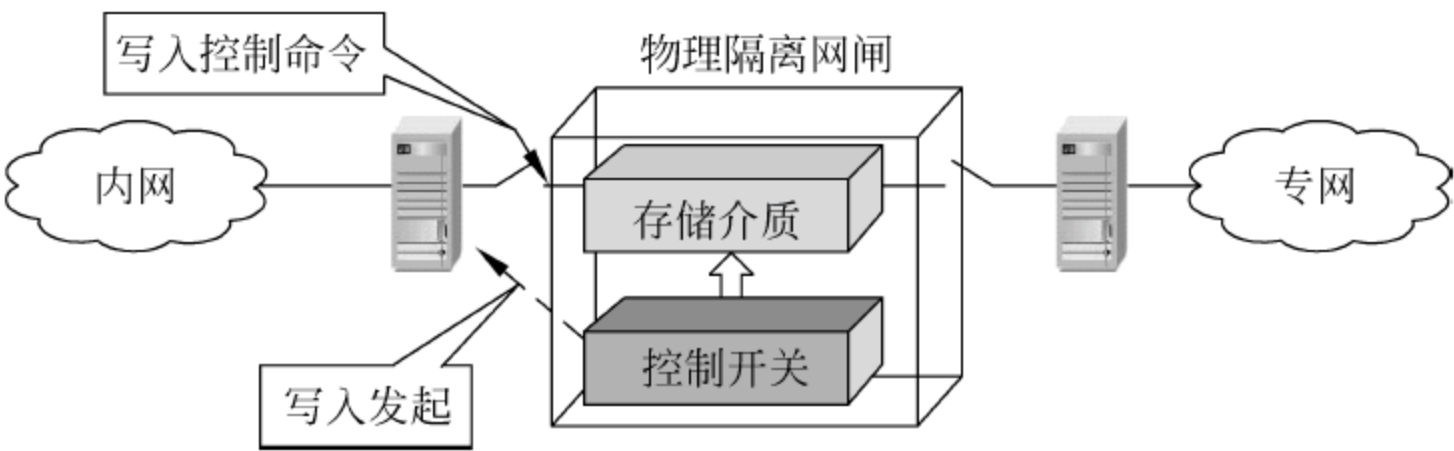 写入控制命令
物理隔离网闸
内网
存储介质
专网
控制开关
写入发起